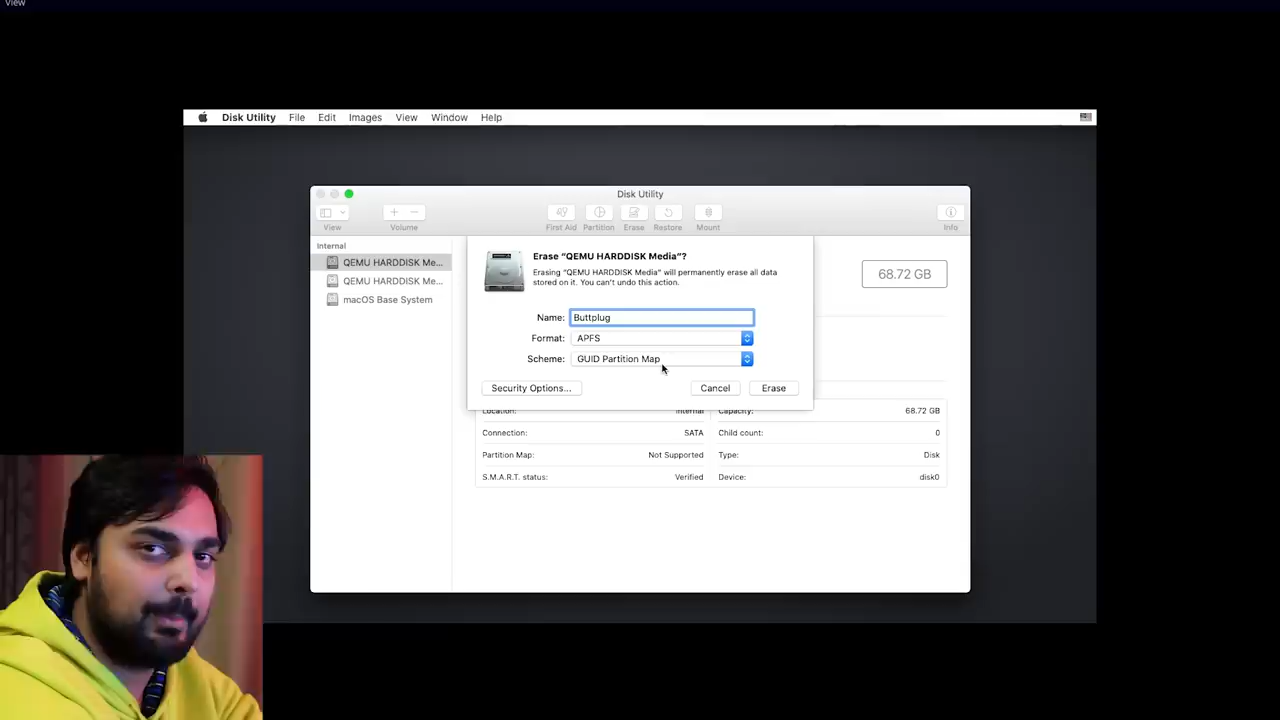 View
Disk Utility File Edit Images View Window Help
Disk Utility
View Volume First Aid Partition Erase Restore Mount Info
Internal
QEMU HARDDISK Me...
QEMU HARDDISK Me...
macOS Base System
Erase “QEMU HARDDISK Media”?
Erasing “QEMU HARDDISK Media” will permanently erase all data
stored on it. You can't undo this action.
68.72 GB
Name: Buttplug
Format: APFS
Scheme: GUID Partition Map
Security Options... Cancel Erase
Location: Internal Capacity: 68.72 GB
Connection: SATA Child count: 0
Partition Map: Not Supported Type: Disk
S.M.A.R.T. status: Verified Device: disk0